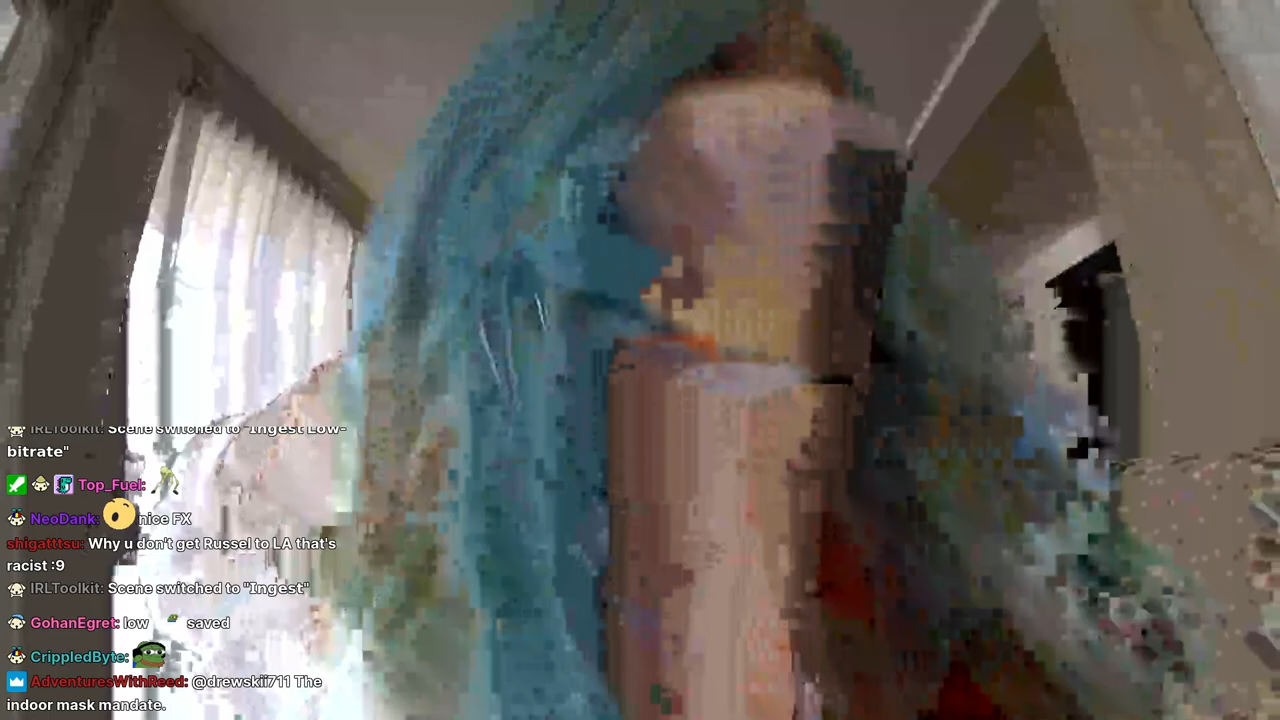 IRLToolkit: Scene switched to "Ingest Low-
bitrate"
Top_Fuel:
NeoDank: nice FX
shigatttsu: Why u don't get Russel to LA that's
racist :9
IRLToolkit: Scene switched to "Ingest"
GohanEgret: low saved
CrippledByte:
AdventuresWithReed: @drewskii711 The
indoor mask mandate.